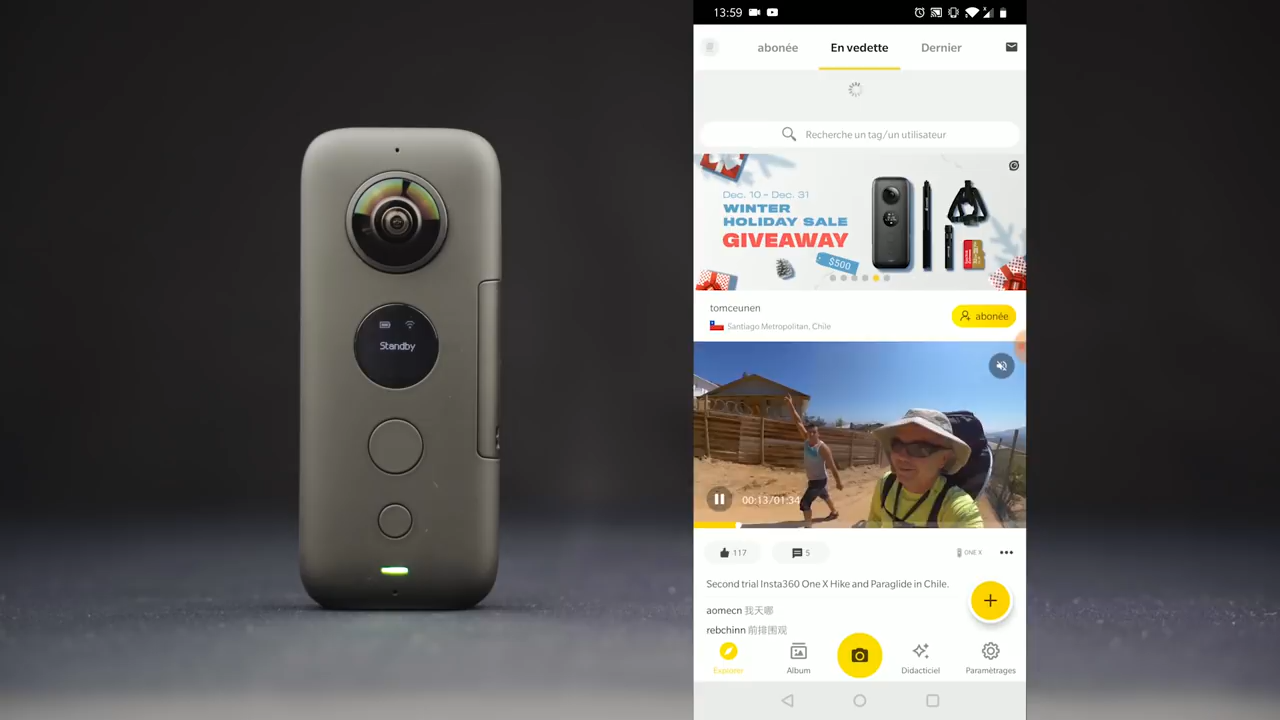 Standby
13:59
abonée
En vedette
Dernier
Recherche un tag/un utilisateur
Dec. 10 - Dec. 31
WINTER
HOLIDAY SALE
GIVEAWAY
$500
tomceunen
Santiago Metropolitan, Chile
abonée
00:13/01:34
117
5
ONE X
Second trial Insta360 One X Hike and Paraglide in Chile.
aomecn 我天哪
rebchinn 前排围观
Explorer
Album
Didacticiel
Paramètrages